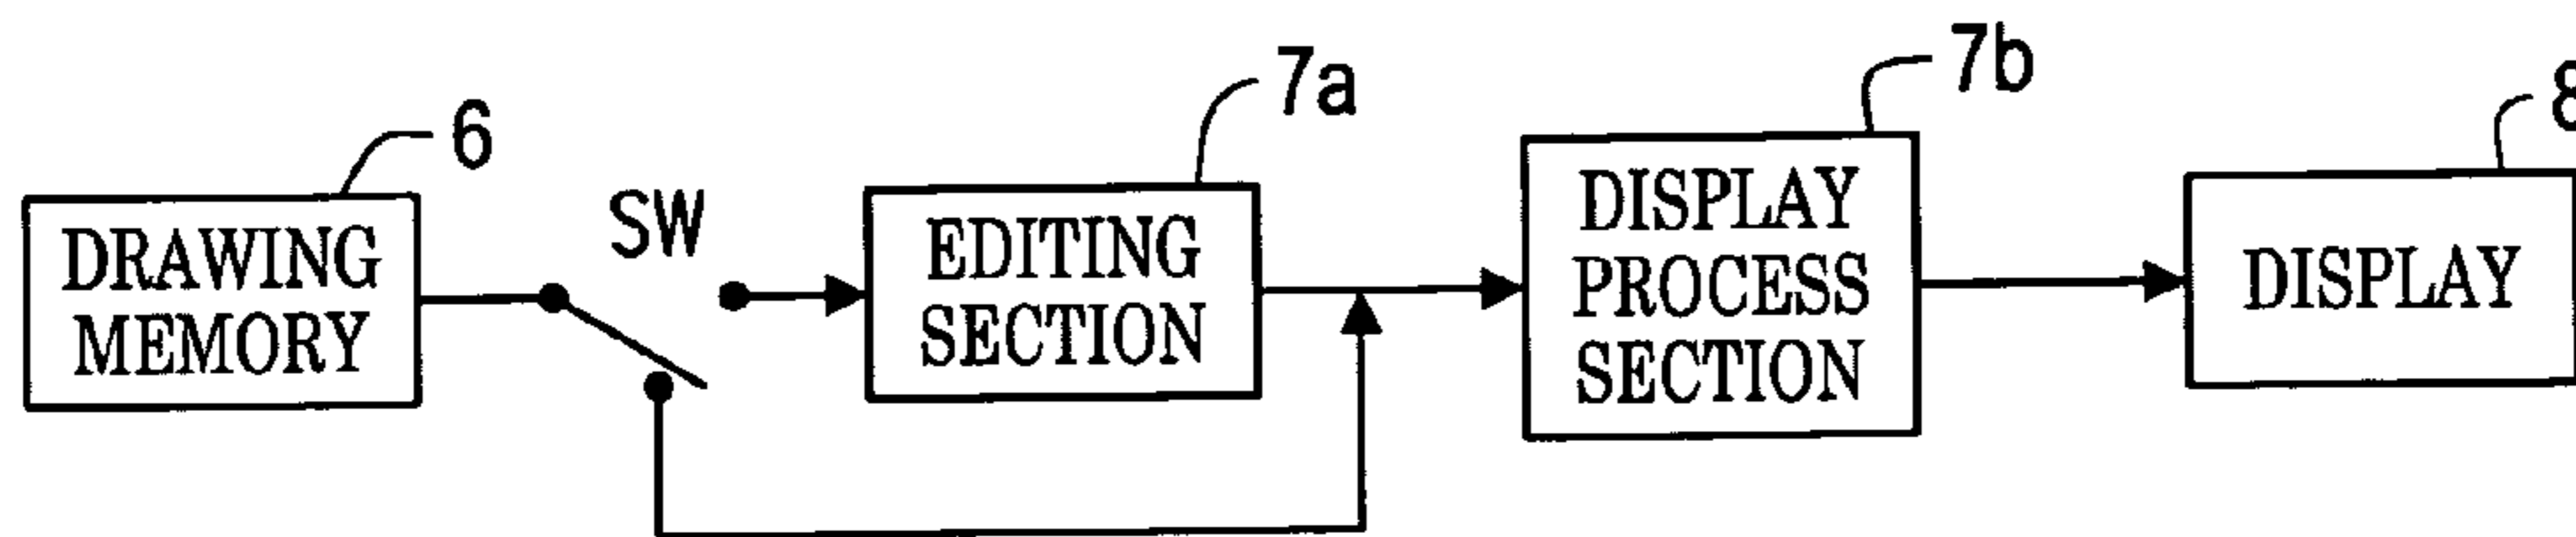 6
7a
7b
8
SW
DRAWING
MEMORY
EDITING
SECTION
DISPLAY
PROCESS
SECTION
DISPLAY